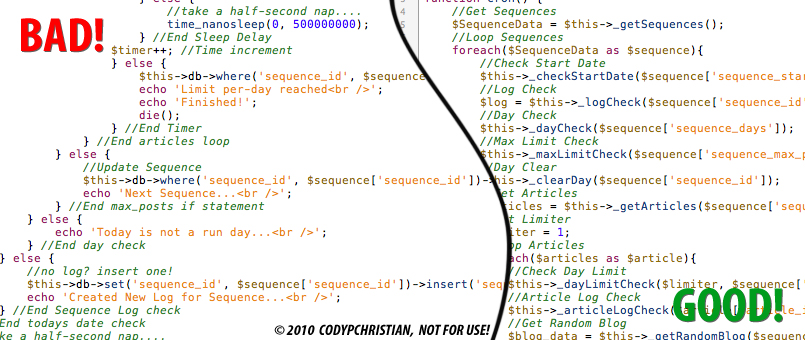 BAD!
} else {
//take a half-second nap....
time_nanosleep(0, 500000000);
} //End Sleep Delay
$timer++; //Time increment
} else {
$this->db->where('sequence_id', $sequence
echo 'Limit per-day reached<br />';
echo 'Finished!';
die();
} //End Timer
} //End articles loop
} else {
//Update Sequence
$this->db->where('sequence_id', $sequence['sequence_id'])->
echo 'Next Sequence...<br />';
} //End max_posts if statement
} else {
echo 'Today is not a run day...<br />';
} //End day check
} else {
//no log? insert one!
$this->db->set('sequence_id', $sequence['sequence_id'])->insert('seq
echo 'Created New Log for Sequence...<br />';
} //End Sequence Log check
End todays date check
ke a half-second nap....
4
5
//Get Sequences
$SequenceData = $this->_getSequences();
//Loop Sequences
foreach($SequenceData as $sequence){
//Check Start Date
$this->_checkStartDate($sequence['sequence_sta
//Log Check
$log = $this->_logCheck($sequence['sequence_id'
//Day Check
$this->_dayCheck($sequence['sequence_days']);
//Max Limit Check
$this->_maxLimitCheck($sequence['sequence_max_p
Day Clear
his->_clearDay($sequence['sequence_id']);
et Articles
icles = $this->_getArticles($sequence['sequ
t Limiter
iter = 1;
op Articles
ach($articles as $article){
//Check Day Limit
$this->_dayLimitCheck($limiter, $sequence['
//Article Log Check
$this->_articleLogCheck(
//Get Random Blog
$blog_data = $this->_getRandomBlog($sequenc
GOOD!
© 2010 CODYPCHRISTIAN, NOT FOR USE!